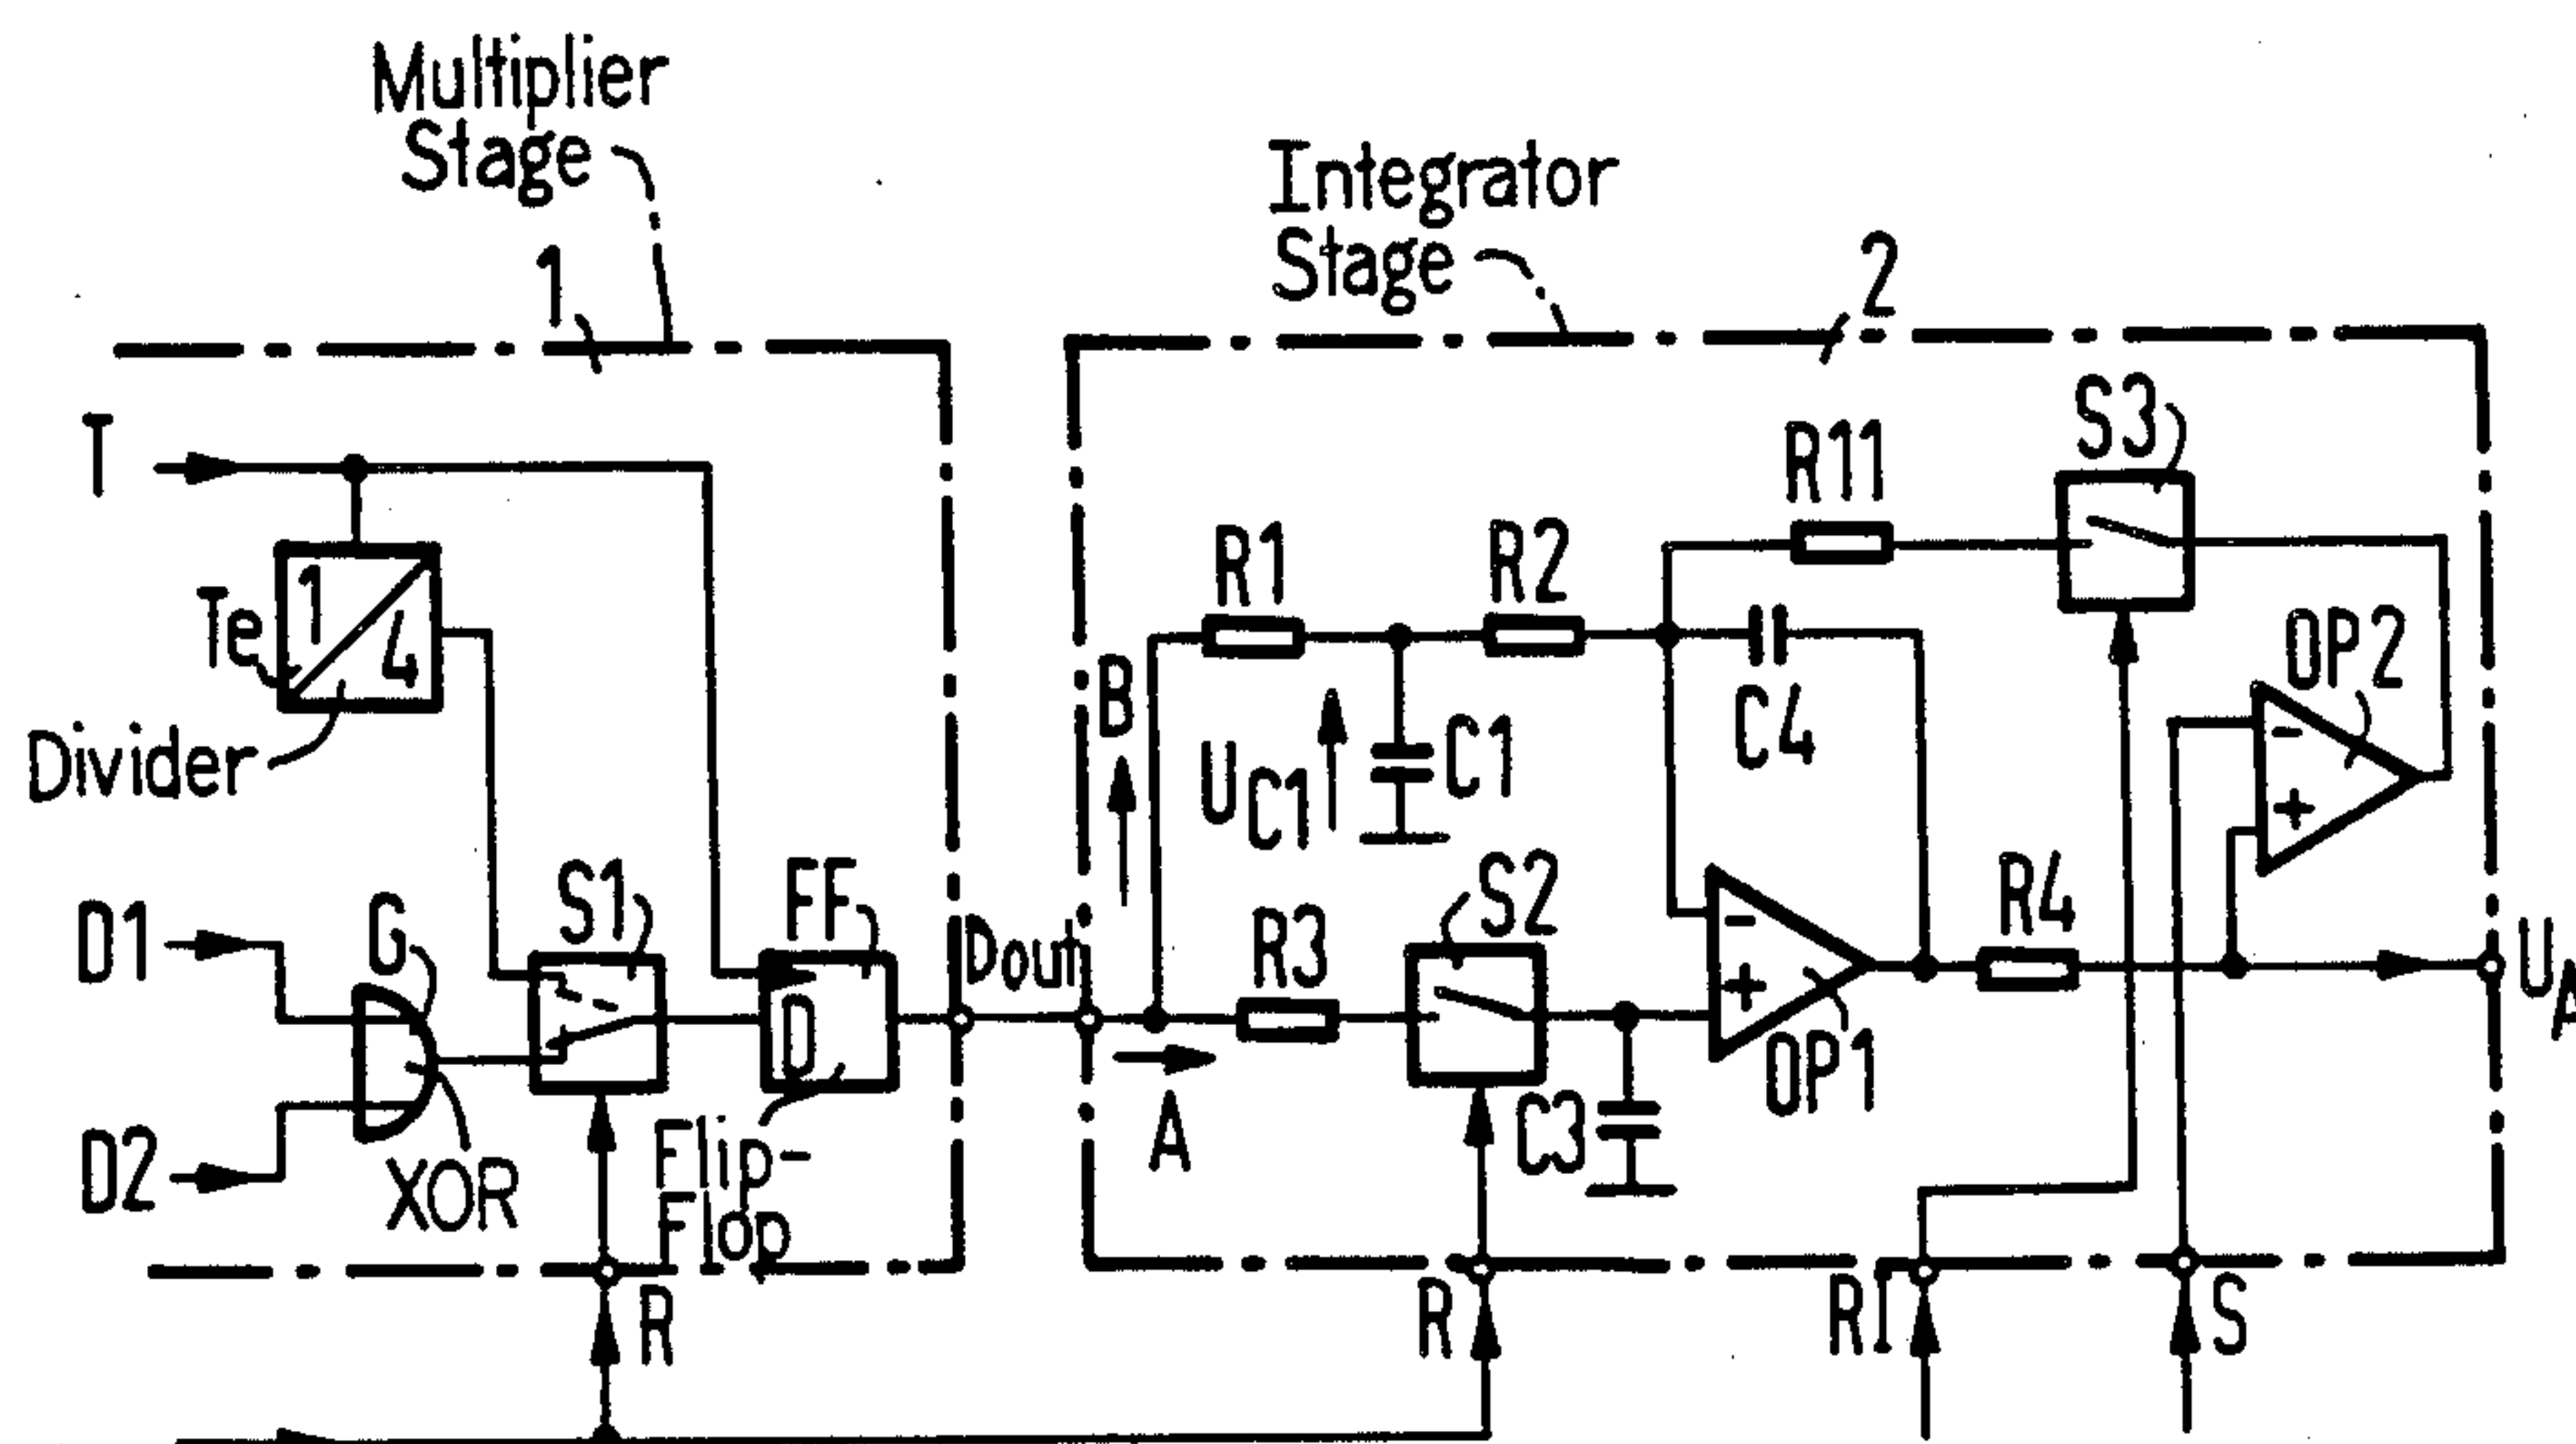 Multiplier
Stage
1
Integrator
Stage
2
T
Te
1
4
Divider
D1
D2
G
XOR
S1
FF
D
Flip-
Flop
Dout
R
B
A
R1
R2
R11
S3
UC1
C1
C4
OP2
-
+
R3
S2
C3
-
+
OP1
R4
UA
R
RI
S